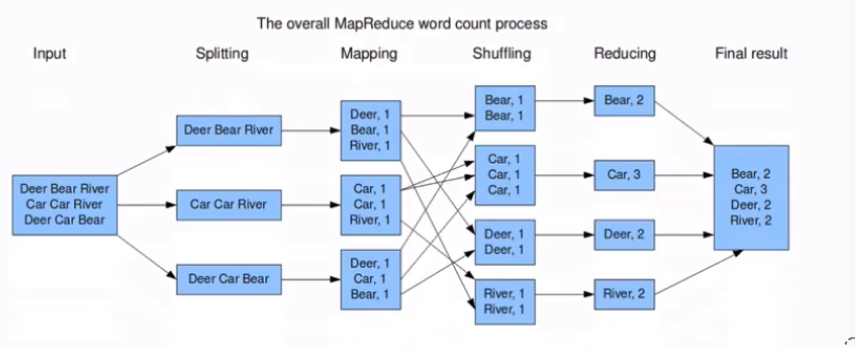 The overall MapReduce word count process
Input
Splitting
Mapping
Shuffling
Reducing
Final result
Deer Bear River
Car Car River
Deer Car Bear
Deer Bear River
Car Car River
Deer Car Bear
Deer, 1
Bear, 1
River, 1
Car, 1
Car, 1
River, 1
Deer, 1
Car, 1
Bear, 1
Bear, 1
Bear, 1
Car, 1
Car, 1
Car, 1
Deer, 1
Deer, 1
River, 1
River, 1
Bear, 2
Car, 3
Deer, 2
River, 2
Bear, 2
Car, 3
Deer, 2
River, 2